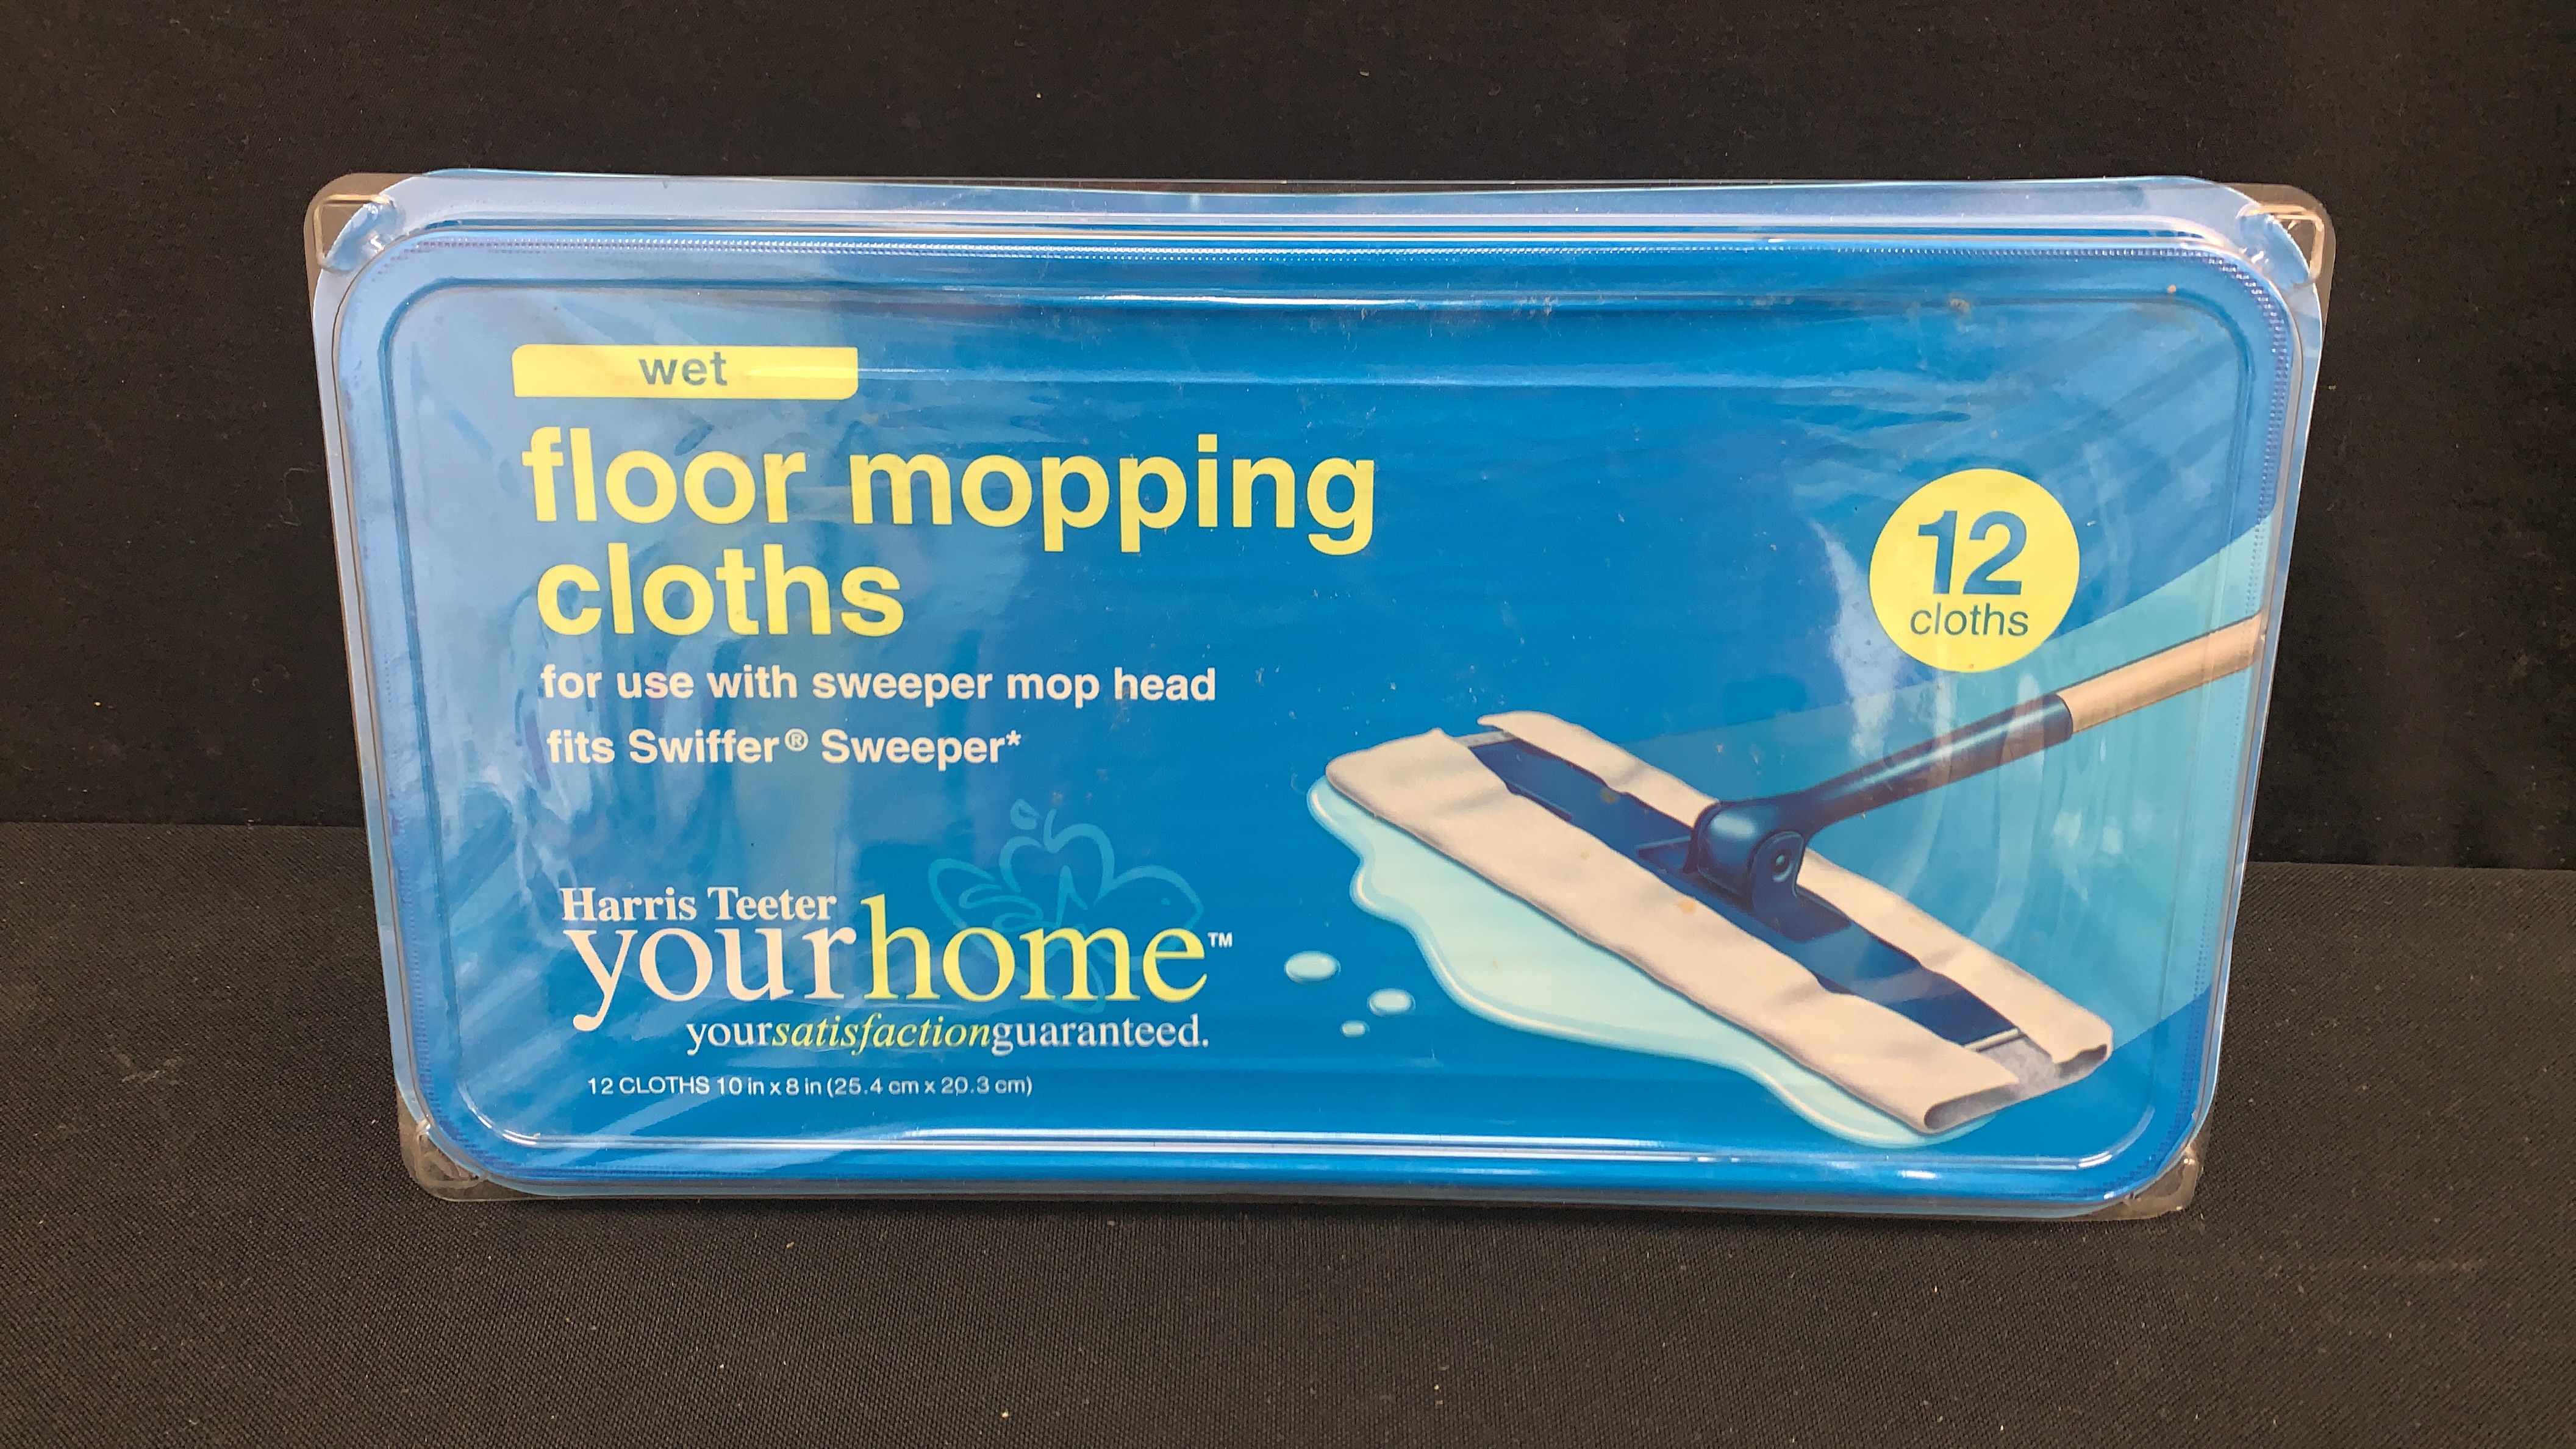 wet
floor mopping
cloths
for use with sweeper mop head
fits Swiffer® Sweeper*
12
cloths
Harris Teeter
yourhome™
yoursatisfactionguaranteed.
12 CLOTHS 10 in x 8 in (25.4 cm x 20.3 cm)